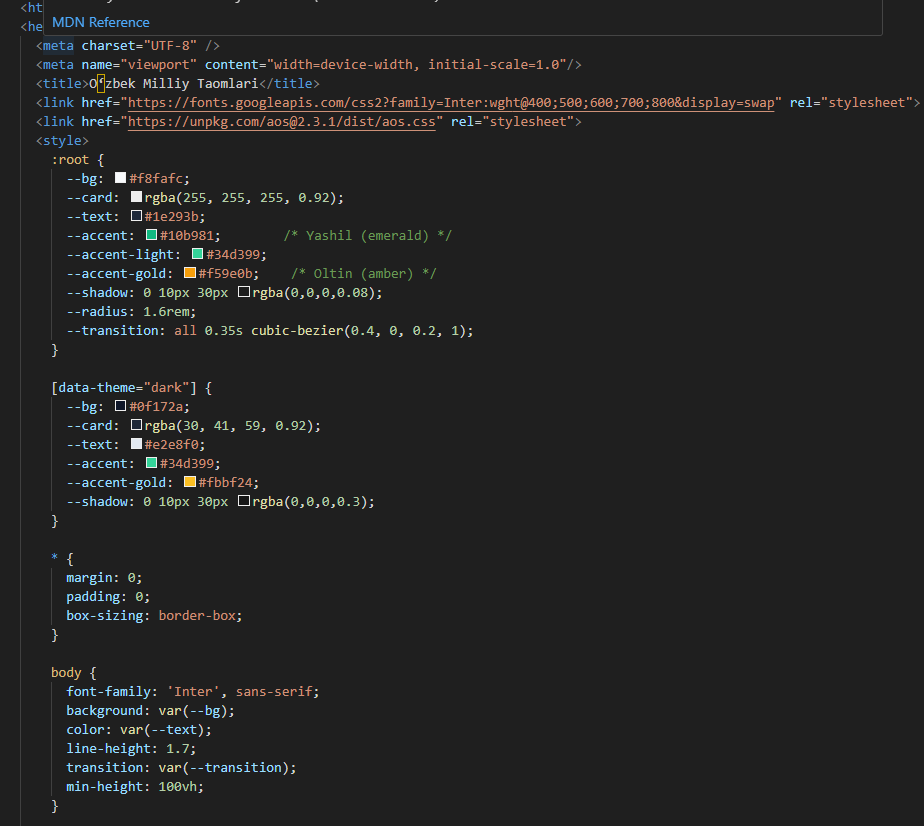 <ht
MDN Reference
<he
<meta charset="UTF-8" />
<meta name="viewport" content="width=device-width, initial-scale=1.0"/>
<title>Oʻzbek Milliy Taomlari</title>
<link href="https://fonts.googleapis.com/css2?family=Inter:wght@400;500;600;700;800&display=swap" rel="stylesheet">
<link href="https://unpkg.com/aos@2.3.1/dist/aos.css" rel="stylesheet">
<style>
:root {
--bg: #f8fafc;
--card: rgba(255, 255, 255, 0.92);
--text: #1e293b;
--accent: #10b981; /* Yashil (emerald) */
--accent-light: #34d399;
--accent-gold: #f59e0b; /* Oltin (amber) */
--shadow: 0 10px 30px rgba(0,0,0,0.08);
--radius: 1.6rem;
--transition: all 0.35s cubic-bezier(0.4, 0, 0.2, 1);
}
[data-theme="dark"] {
--bg: #0f172a;
--card: rgba(30, 41, 59, 0.92);
--text: #e2e8f0;
--accent: #34d399;
--accent-gold: #fbbf24;
--shadow: 0 10px 30px rgba(0,0,0,0.3);
}
* {
margin: 0;
padding: 0;
box-sizing: border-box;
}
body {
font-family: 'Inter', sans-serif;
background: var(--bg);
color: var(--text);
line-height: 1.7;
transition: var(--transition);
min-height: 100vh;
}